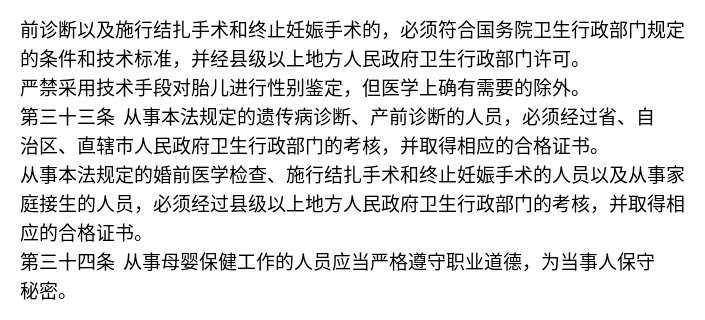 前诊断以及施行结扎手术和终止妊娠手术的，必须符合国务院卫生行政部门规定
的条件和技术标准，并经县级以上地方人民政府卫生行政部门许可。
严禁采用技术手段对胎儿进行性别鉴定，但医学上确有需要的除外。
第三十三条 从事本法规定的遗传病诊断、产前诊断的人员，必须经过省、自
治区、直辖市人民政府卫生行政部门的考核，并取得相应的合格证书。
从事本法规定的婚前医学检查、施行结扎手术和终止妊娠手术的人员以及从事家
庭接生的人员，必须经过县级以上地方人民政府卫生行政部门的考核，并取得相
应的合格证书。
第三十四条 从事母婴保健工作的人员应当严格遵守职业道德，为当事人保守
秘密。